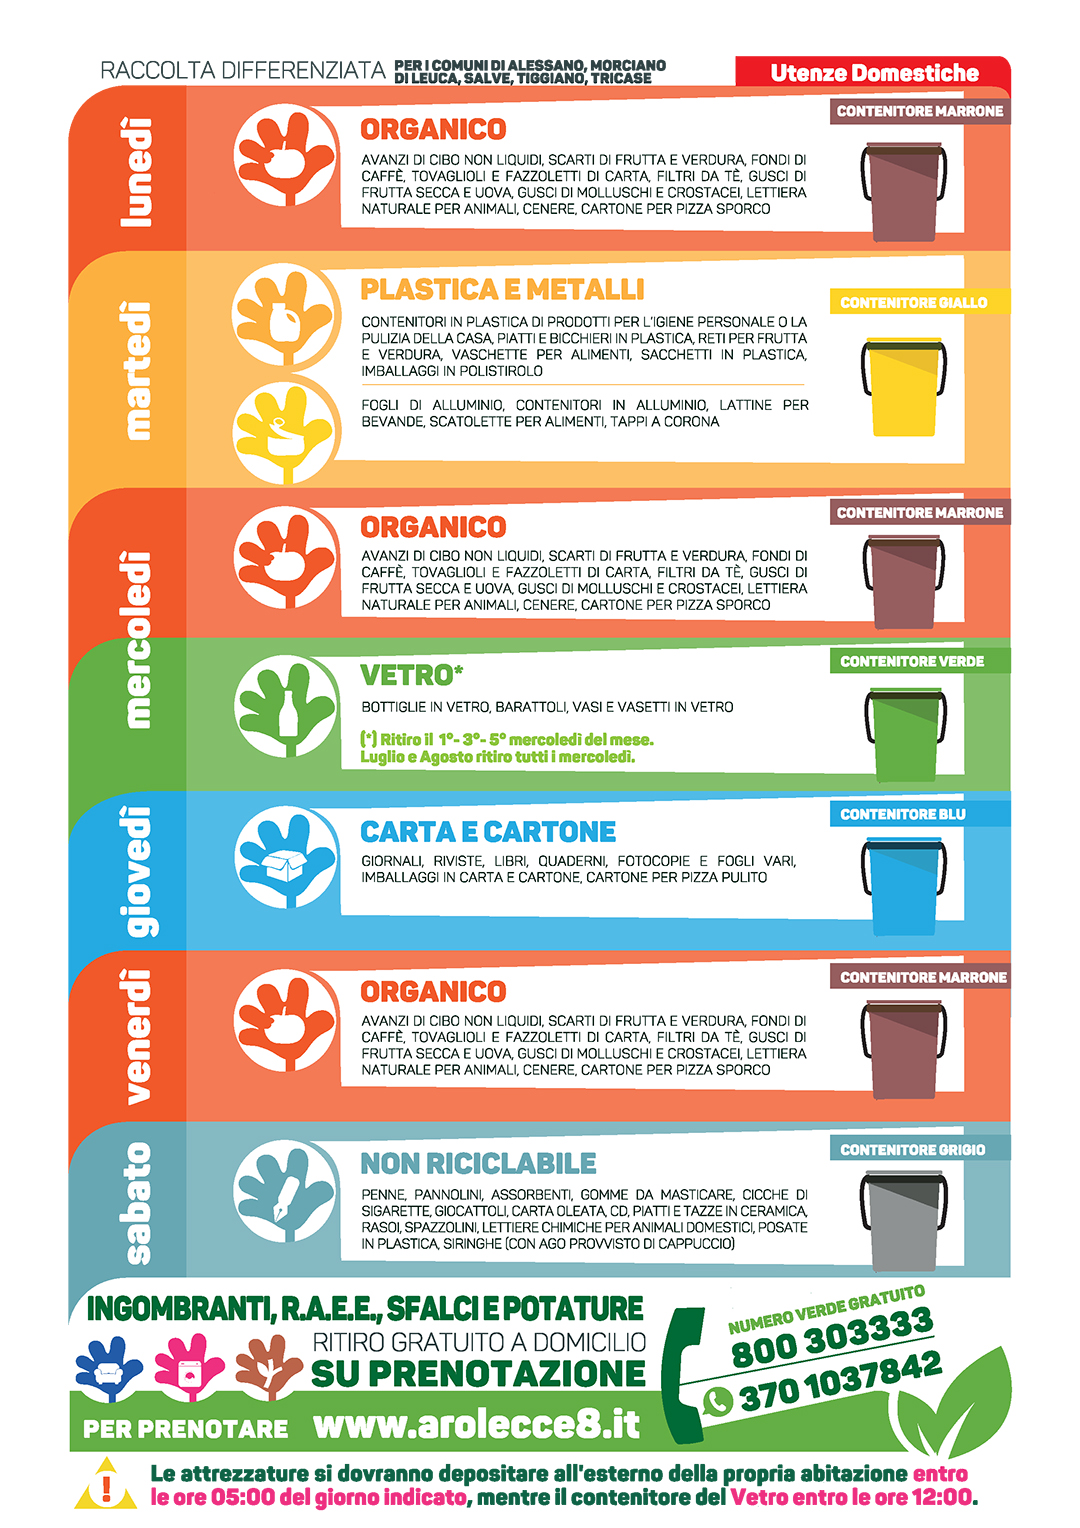 RACCOLTA DIFFERENZIATA PER I COMUNI DI ALESSANO, MORCIANO
DI LEUCA, SALVE, TIGGIANO, TRICASE
Utenze Domestiche
lunedì
ORGANICO
AVANZI DI CIBO NON LIQUIDI, SCARTI DI FRUTTA E VERDURA, FONDI DI
CAFFÈ, TOVAGLIOLI E FAZZOLETTI DI CARTA, FILTRI DA TÈ, GUSCI DI
FRUTTA SECCA E UOVA, GUSCI DI MOLLUSCHI E CROSTACEI, LETTIERA
NATURALE PER ANIMALI, CENERE, CARTONE PER PIZZA SPORCO
CONTENITORE MARRONE
martedì
PLASTICA E METALLI
CONTENITORI IN PLASTICA DI PRODOTTI PER L'IGIENE PERSONALE O LA
PULIZIA DELLA CASA, PIATTI E BICCHIERI IN PLASTICA, RETI PER FRUTTA
E VERDURA, VASCHETTE PER ALIMENTI, SACCHETTI IN PLASTICA,
IMBALLAGGI IN POLISTIROLO
FOGLI DI ALLUMINIO, CONTENITORI IN ALLUMINIO, LATTINE PER
BEVANDE, SCATOLETTE PER ALIMENTI, TAPPI A CORONA
CONTENITORE GIALLO
mercoledì
ORGANICO
AVANZI DI CIBO NON LIQUIDI, SCARTI DI FRUTTA E VERDURA, FONDI DI
CAFFÈ, TOVAGLIOLI E FAZZOLETTI DI CARTA, FILTRI DA TÈ, GUSCI DI
FRUTTA SECCA E UOVA, GUSCI DI MOLLUSCHI E CROSTACEI, LETTIERA
NATURALE PER ANIMALI, CENERE, CARTONE PER PIZZA SPORCO
CONTENITORE MARRONE
VETRO*
BOTTIGLIE IN VETRO, BARATTOLI, VASI E VASETTI IN VETRO
(*) Ritiro il 1°- 3°- 5° mercoledì del mese.
Luglio e Agosto ritiro tutti i mercoledì.
CONTENITORE VERDE
giovedì
CARTA E CARTONE
GIORNALI, RIVISTE, LIBRI, QUADERNI, FOTOCOPIE E FOGLI VARI,
IMBALLAGGI IN CARTA E CARTONE, CARTONE PER PIZZA PULITO
CONTENITORE BLU
venerdì
ORGANICO
AVANZI DI CIBO NON LIQUIDI, SCARTI DI FRUTTA E VERDURA, FONDI DI
CAFFÈ, TOVAGLIOLI E FAZZOLETTI DI CARTA, FILTRI DA TÈ, GUSCI DI
FRUTTA SECCA E UOVA, GUSCI DI MOLLUSCHI E CROSTACEI, LETTIERA
NATURALE PER ANIMALI, CENERE, CARTONE PER PIZZA SPORCO
CONTENITORE MARRONE
sabato
NON RICICLABILE
PENNE, PANNOLINI, ASSORBENTI, GOMME DA MASTICARE, CICCHE DI
SIGARETTE, GIOCATTOLI, CARTA OLEATA, CD, PIATTI E TAZZE IN CERAMICA,
RASOI, SPAZZOLINI, LETTIERE CHIMICHE PER ANIMALI DOMESTICI, POSATE
IN PLASTICA, SIRINGHE (CON AGO PROVVISTO DI CAPPUCCIO)
CONTENITORE GRIGIO
INGOMBRANTI, R.A.E.E., SFALCI E POTATURE
RITIRO GRATUITO A DOMICILIO
SU PRENOTAZIONE
PER PRENOTARE www.arolecce8.it
NUMERO VERDE GRATUITO
800 303333
370 1037842
! Le attrezzature si dovranno depositare all'esterno della propria abitazione entro
le ore 05:00 del giorno indicato, mentre il contenitore del Vetro entro le ore 12:00.